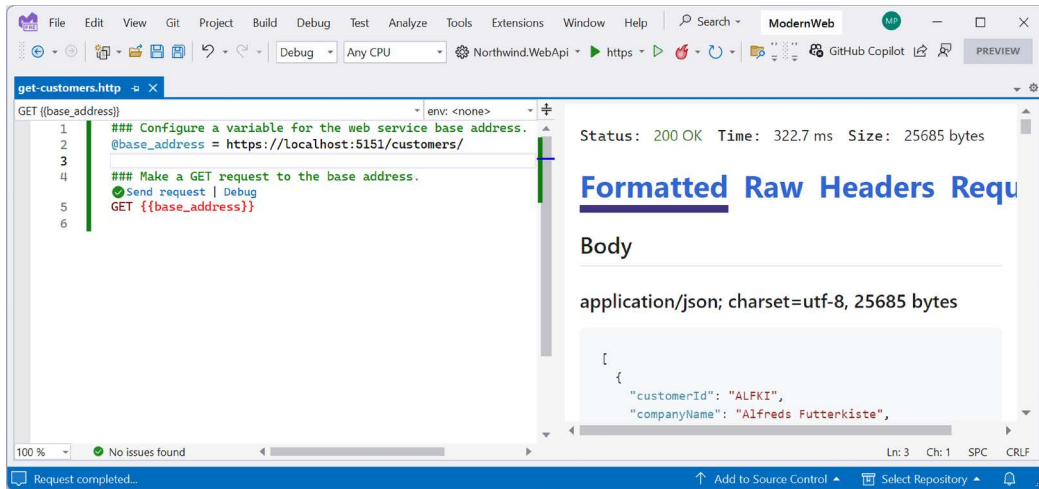 File Edit View Git Project Build Debug Test Analyze Tools Extensions Window Help Search ModernWeb MP
Debug Any CPU Northwind.WebApi https GitHub Copilot PREVIEW
get-customers.http
GET {{base_address}} env: <none>
1 ### Configure a variable for the web service base address.
2 @base_address = https://localhost:5151/customers/
3
4 ### Make a GET request to the base address.
Send request | Debug
5 GET {{base_address}}
6
Status: 200 OK Time: 322.7 ms Size: 25685 bytes
Formatted Raw Headers Requ
Body
application/json; charset=utf-8, 25685 bytes
[
{
"customerId": "ALFKI",
"companyName": "Alfreds Futterkiste",
100 % No issues found Ln: 3 Ch: 1 SPC CRLF
Request completed... Add to Source Control Select Repository